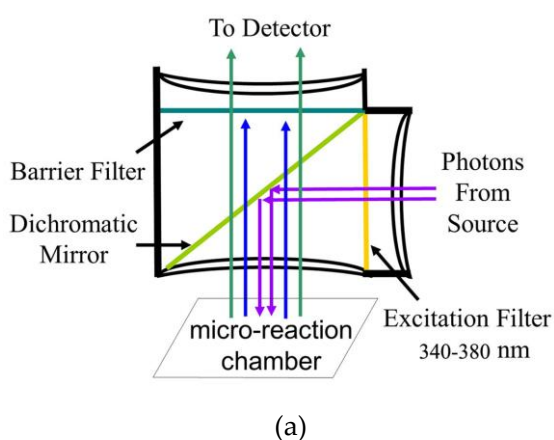 To Detector
Barrier Filter
Photons
From
Source
Dichromatic
Mirror
Excitation Filter
340-380 nm
micro-reaction
chamber
(a)